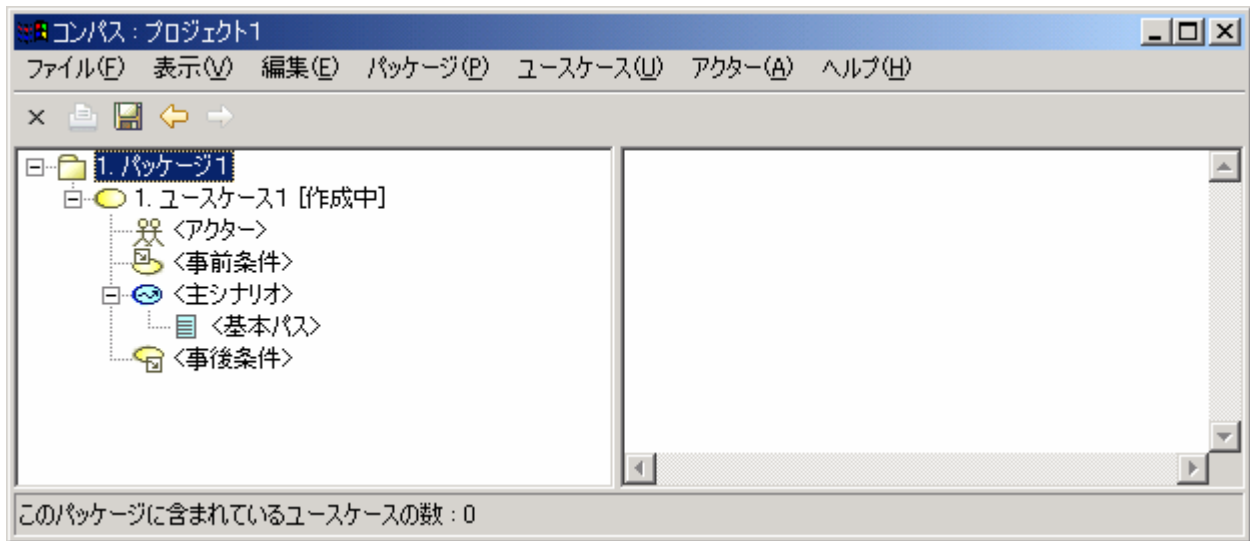 コンパス : プロジェクト1
ファイル(F) 表示(V) 編集(E) パッケージ(P) ユースケース(U) アクター(A) ヘルプ(H)
1. パッケージ1
1. ユースケース1 [作成中]
<アクター>
<事前条件>
<主シナリオ>
<基本パス>
<事後条件>
このパッケージに含まれているユースケースの数 : 0